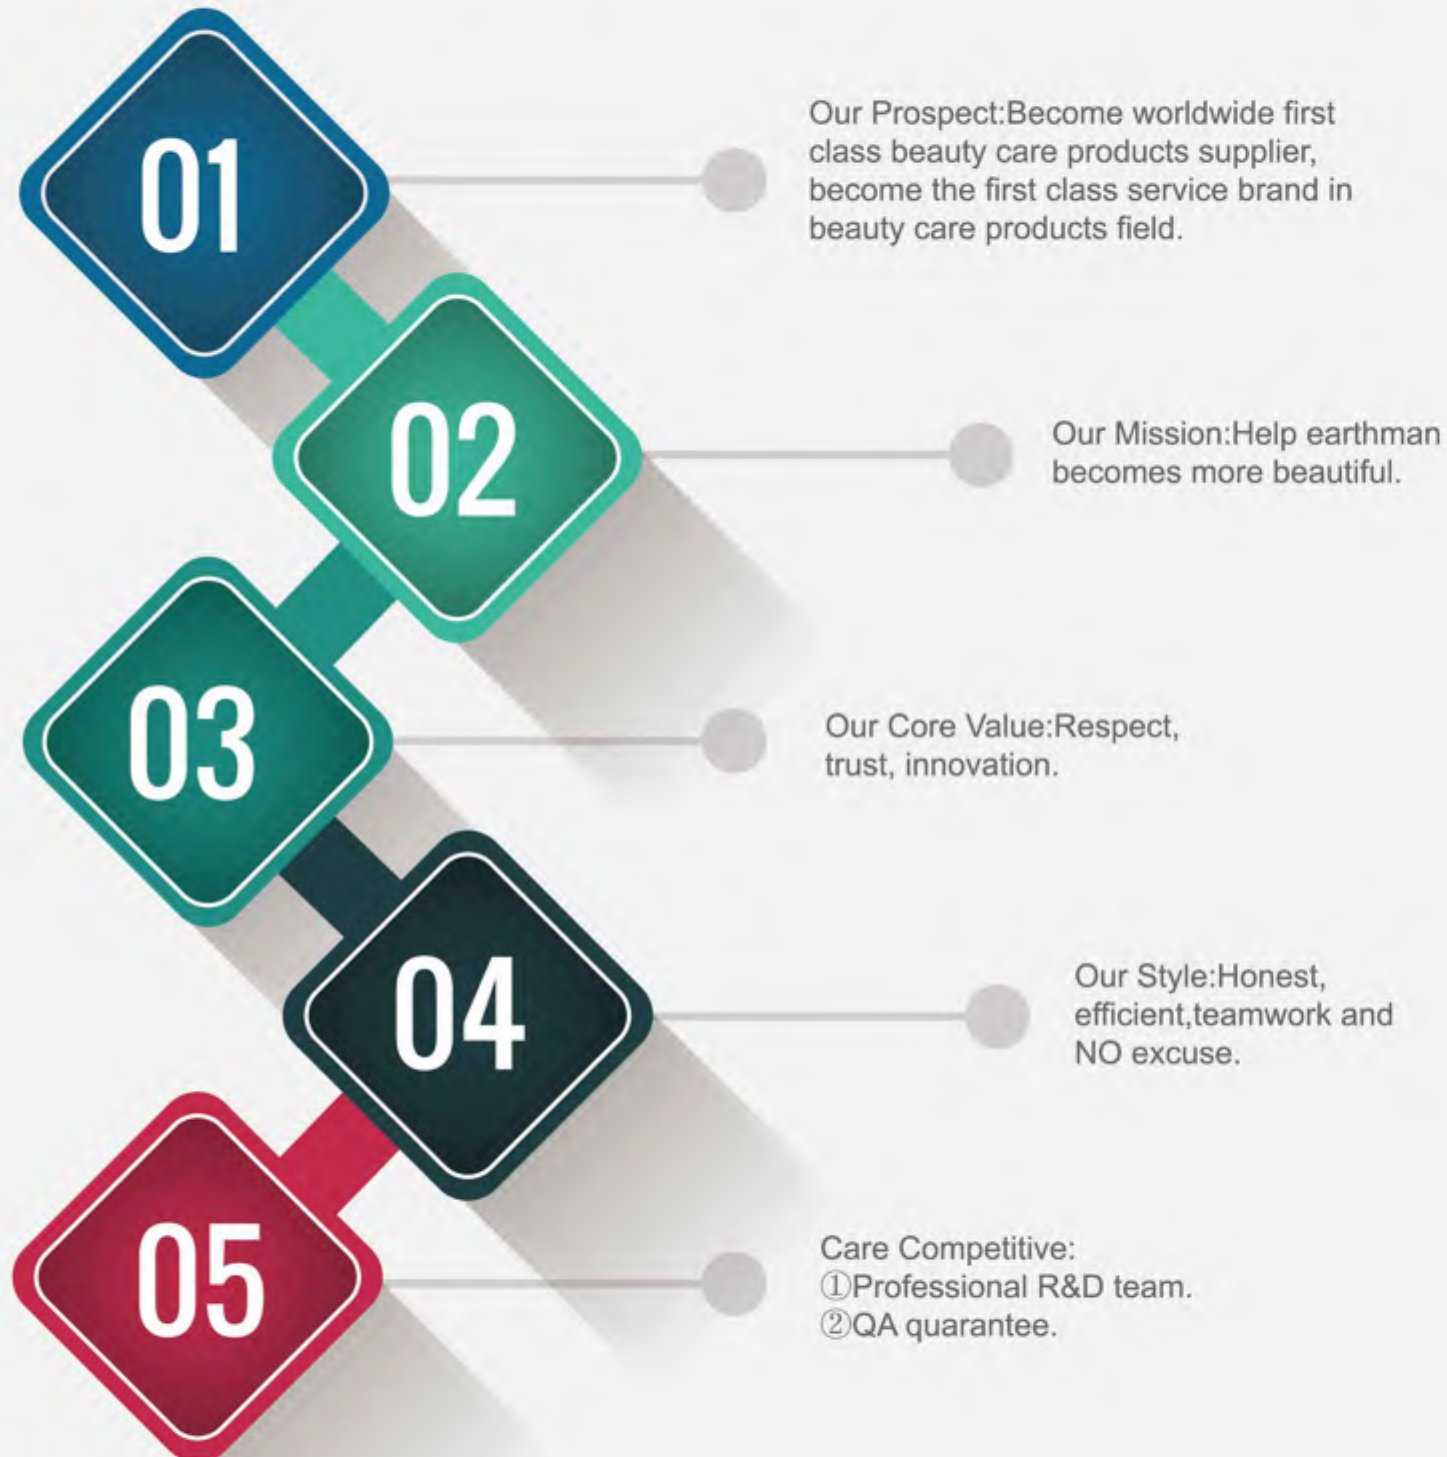 01
Our Prospect:Become worldwide first
class beauty care products supplier,
become the first class service brand in
beauty care products field.
02
Our Mission:Help earthman
becomes more beautiful.
03
Our Core Value:Respect,
trust, innovation.
04
Our Style:Honest,
efficient,teamwork and
NO excuse.
05
Care Competitive:
①Professional R&D team.
②QA quarantee.